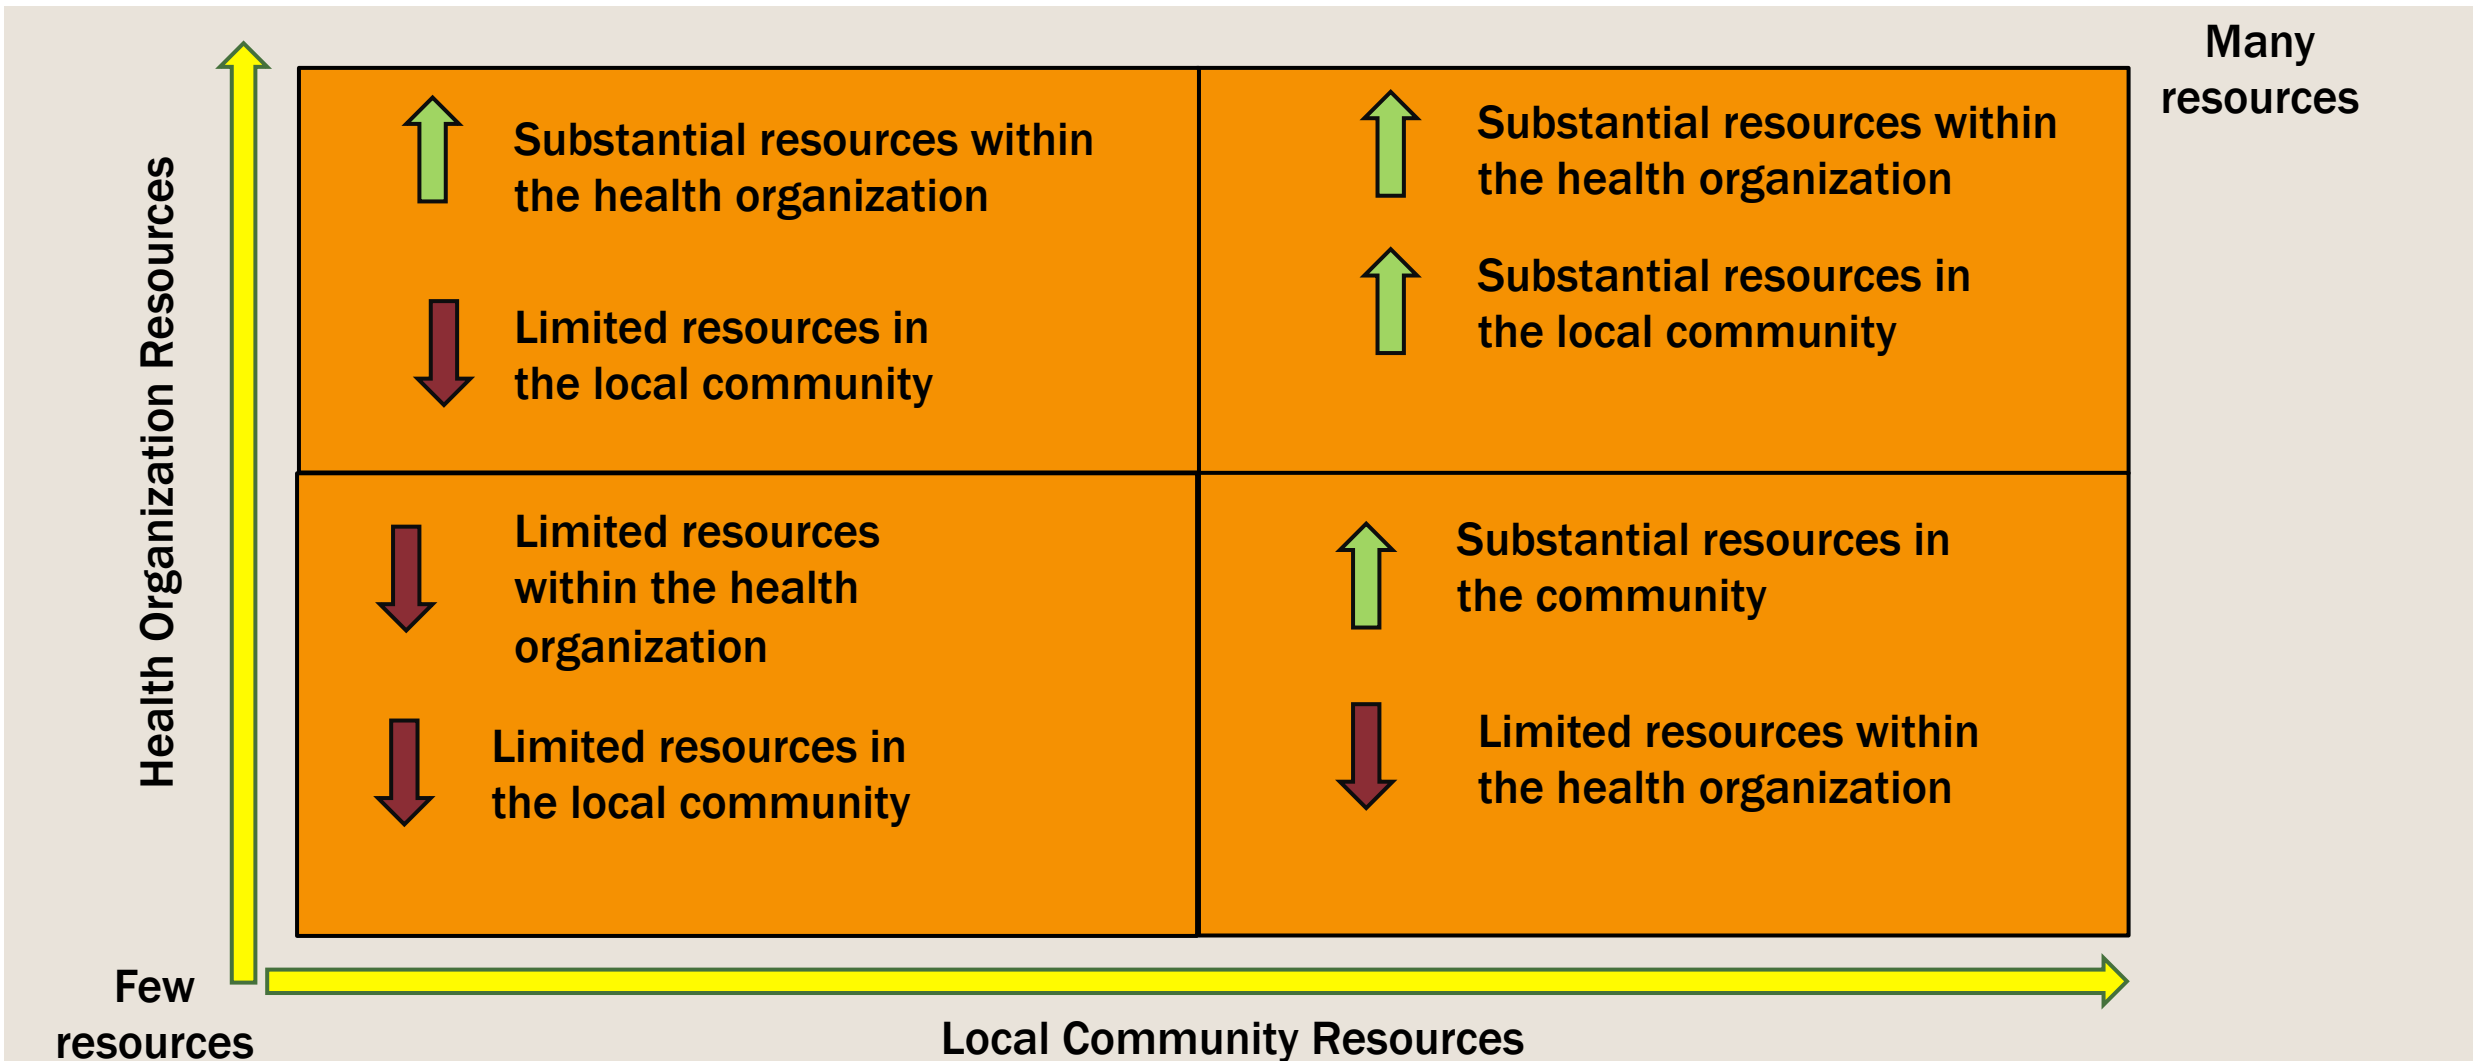 Many
resources
Health Organization Resources
Substantial resources within
the health organization
Limited resources in
the local community
Substantial resources within
the health organization
Substantial resources in
the local community
Limited resources
within the health
organization
Limited resources in
the local community
Substantial resources in
the community
Limited resources within
the health organization
Few
resources
Local Community Resources